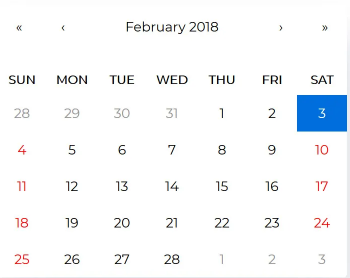 « ‹ February 2018 › »
SUN MON TUE WED THU FRI SAT
28 29 30 31 1 2 3
4 5 6 7 8 9 10
11 12 13 14 15 16 17
18 19 20 21 22 23 24
25 26 27 28 1 2 3